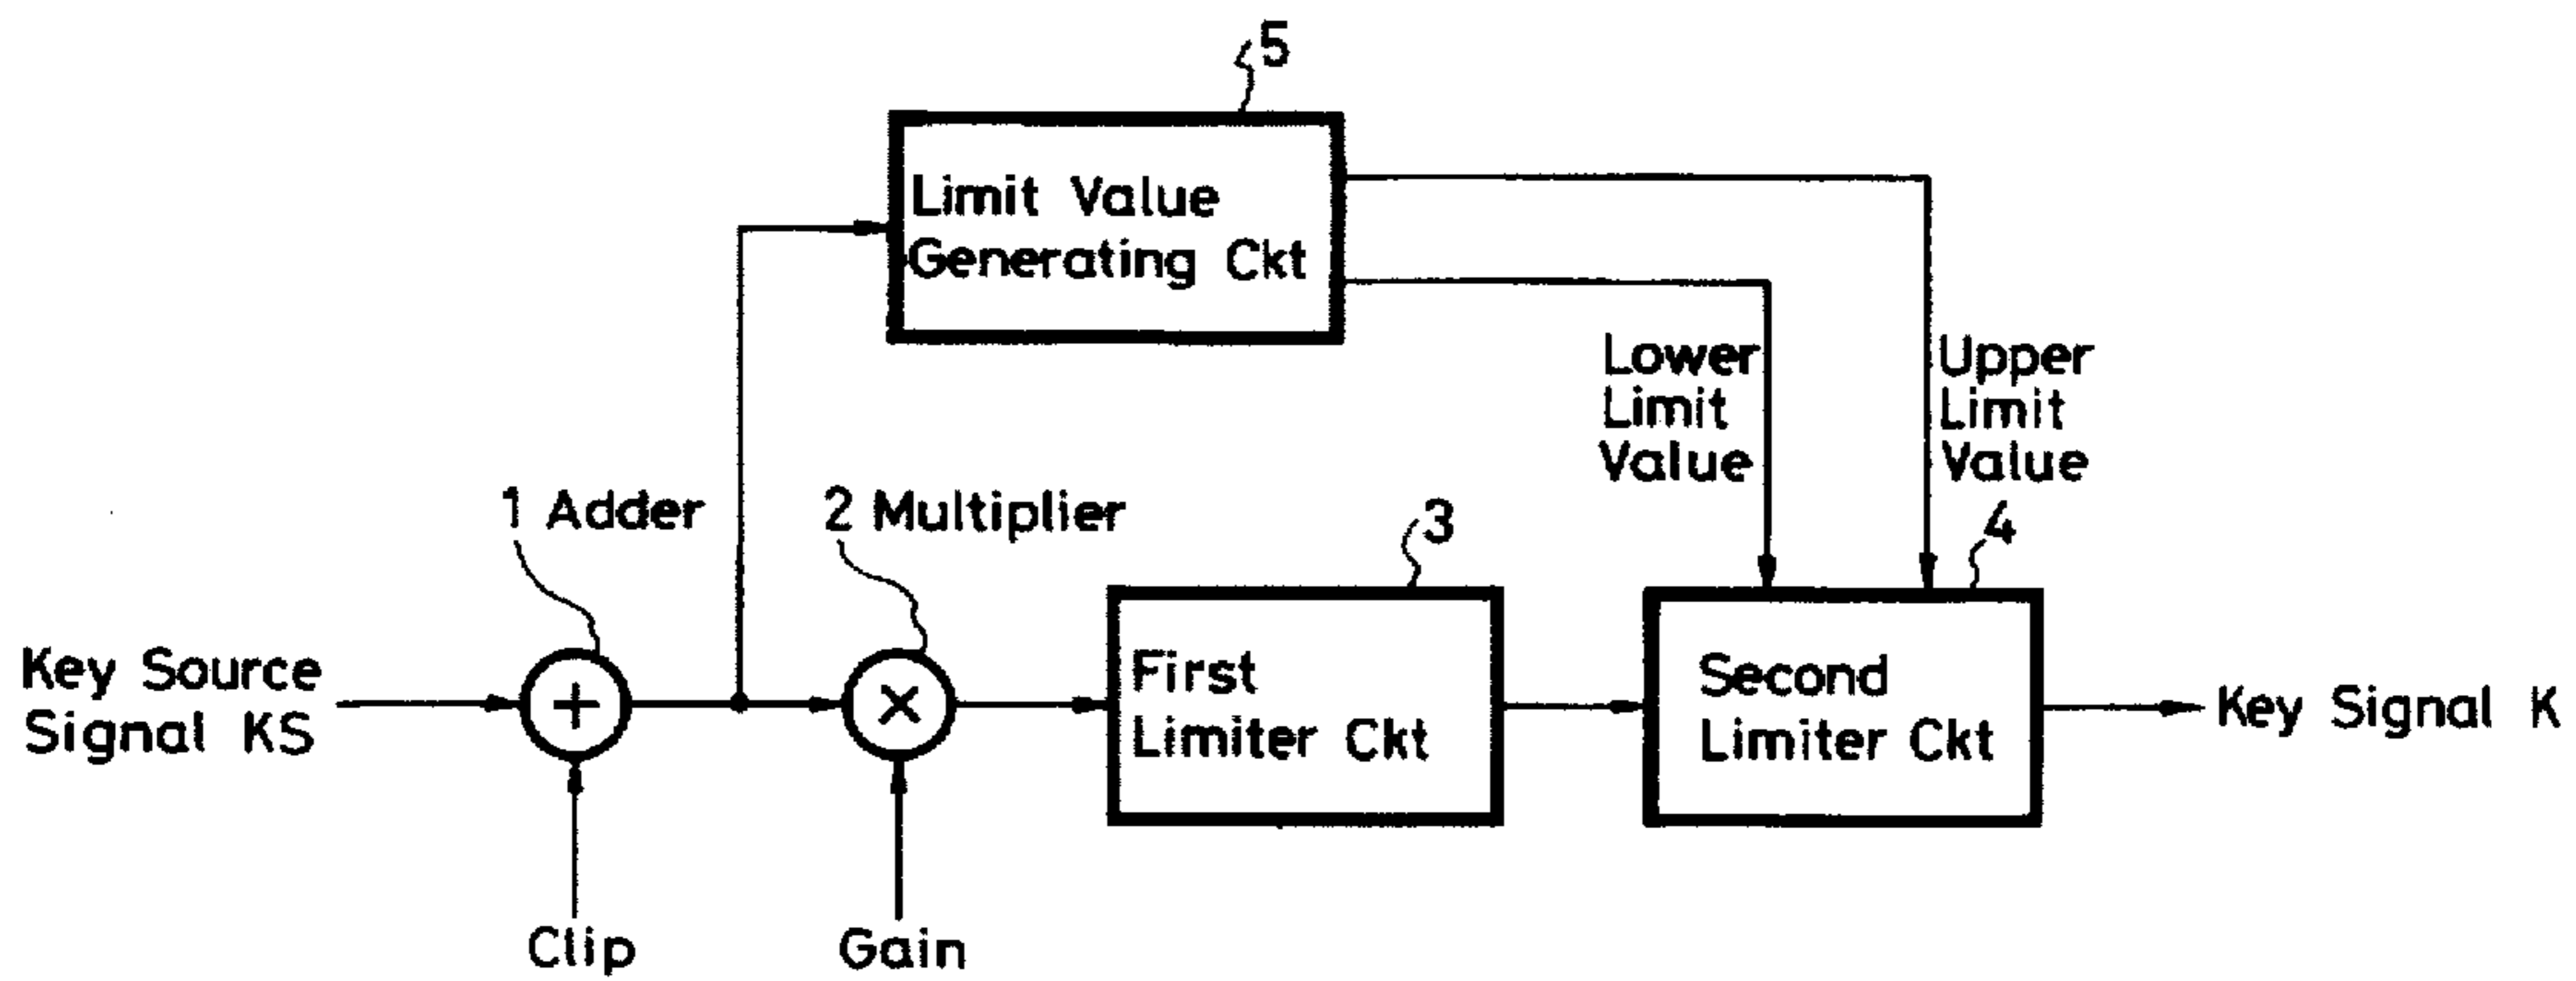 5
Limit Value
Generating Ckt
Lower
Limit
Value
Upper
Limit
Value
1 Adder
2 Multiplier
3
4
Key Source
Signal KS
+
×
First
Limiter Ckt
Second
Limiter Ckt
Key Signal K
Clip
Gain